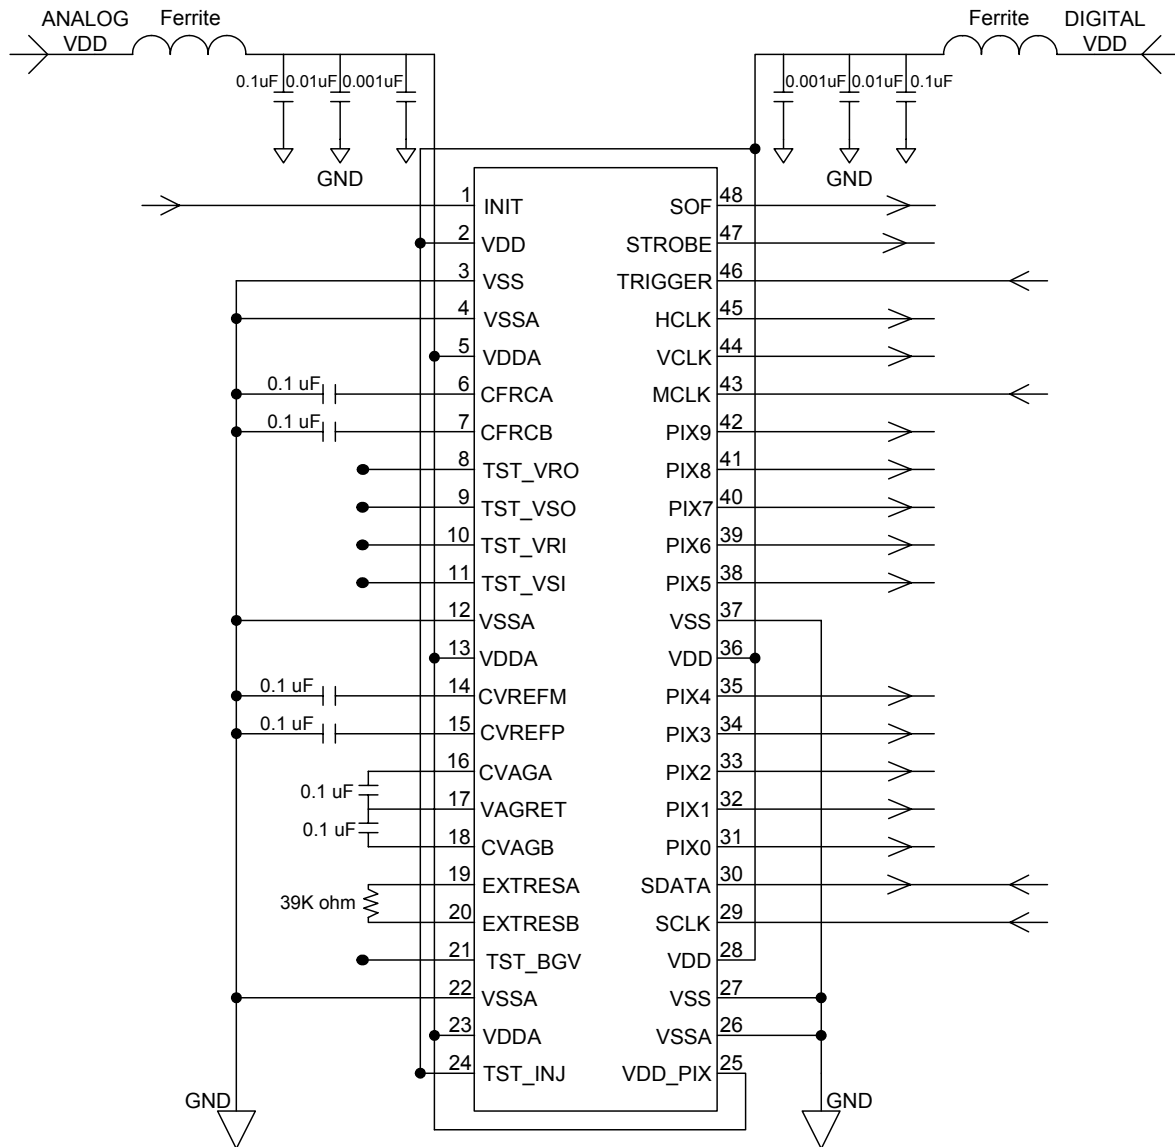 ANALOG
VDD
Ferrite
Ferrite
DIGITAL
VDD
0.1uF
0.01uF
0.001uF
0.001uF
0.01uF
0.1uF
GND
GND
1 INIT
2 VDD
3 VSS
4 VSSA
5 VDDA
0.1 uF
6 CFRCA
0.1 uF
7 CFRCB
8 TST_VRO
9 TST_VSO
10 TST_VRI
11 TST_VSI
12 VSSA
13 VDDA
0.1 uF
14 CVREFM
0.1 uF
15 CVREFP
16 CVAGA
0.1 uF
17 VAGRET
0.1 uF
18 CVAGB
19 EXTRESA
39K ohm
20 EXTRESB
21 TST_BGV
22 VSSA
23 VDDA
24 TST_INJ
GND
SOF 48
STROBE 47
TRIGGER 46
HCLK 45
VCLK 44
MCLK 43
PIX9 42
PIX8 41
PIX7 40
PIX6 39
PIX5 38
VSS 37
VDD 36
PIX4 35
PIX3 34
PIX2 33
PIX1 32
PIX0 31
SDATA 30
SCLK 29
VDD 28
VSS 27
VSSA 26
VDD_PIX 25
GND